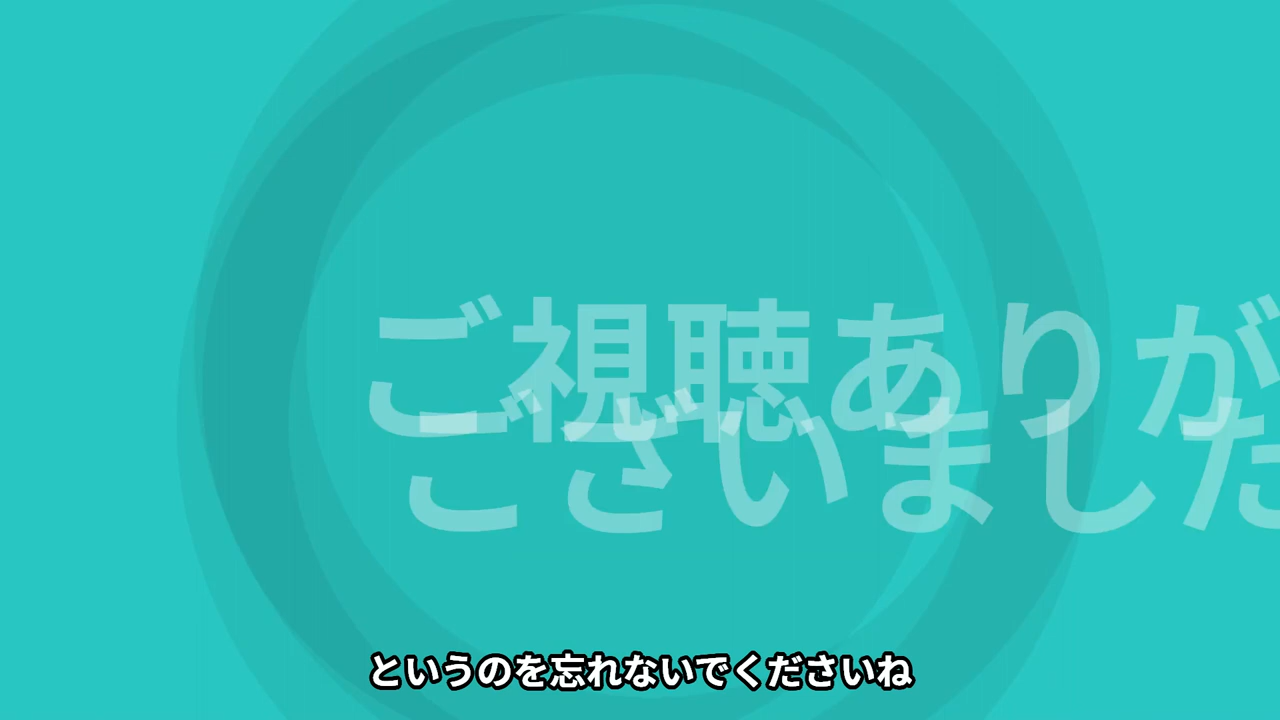 ご視聴ありが
ございました
というのを忘れないでくださいね